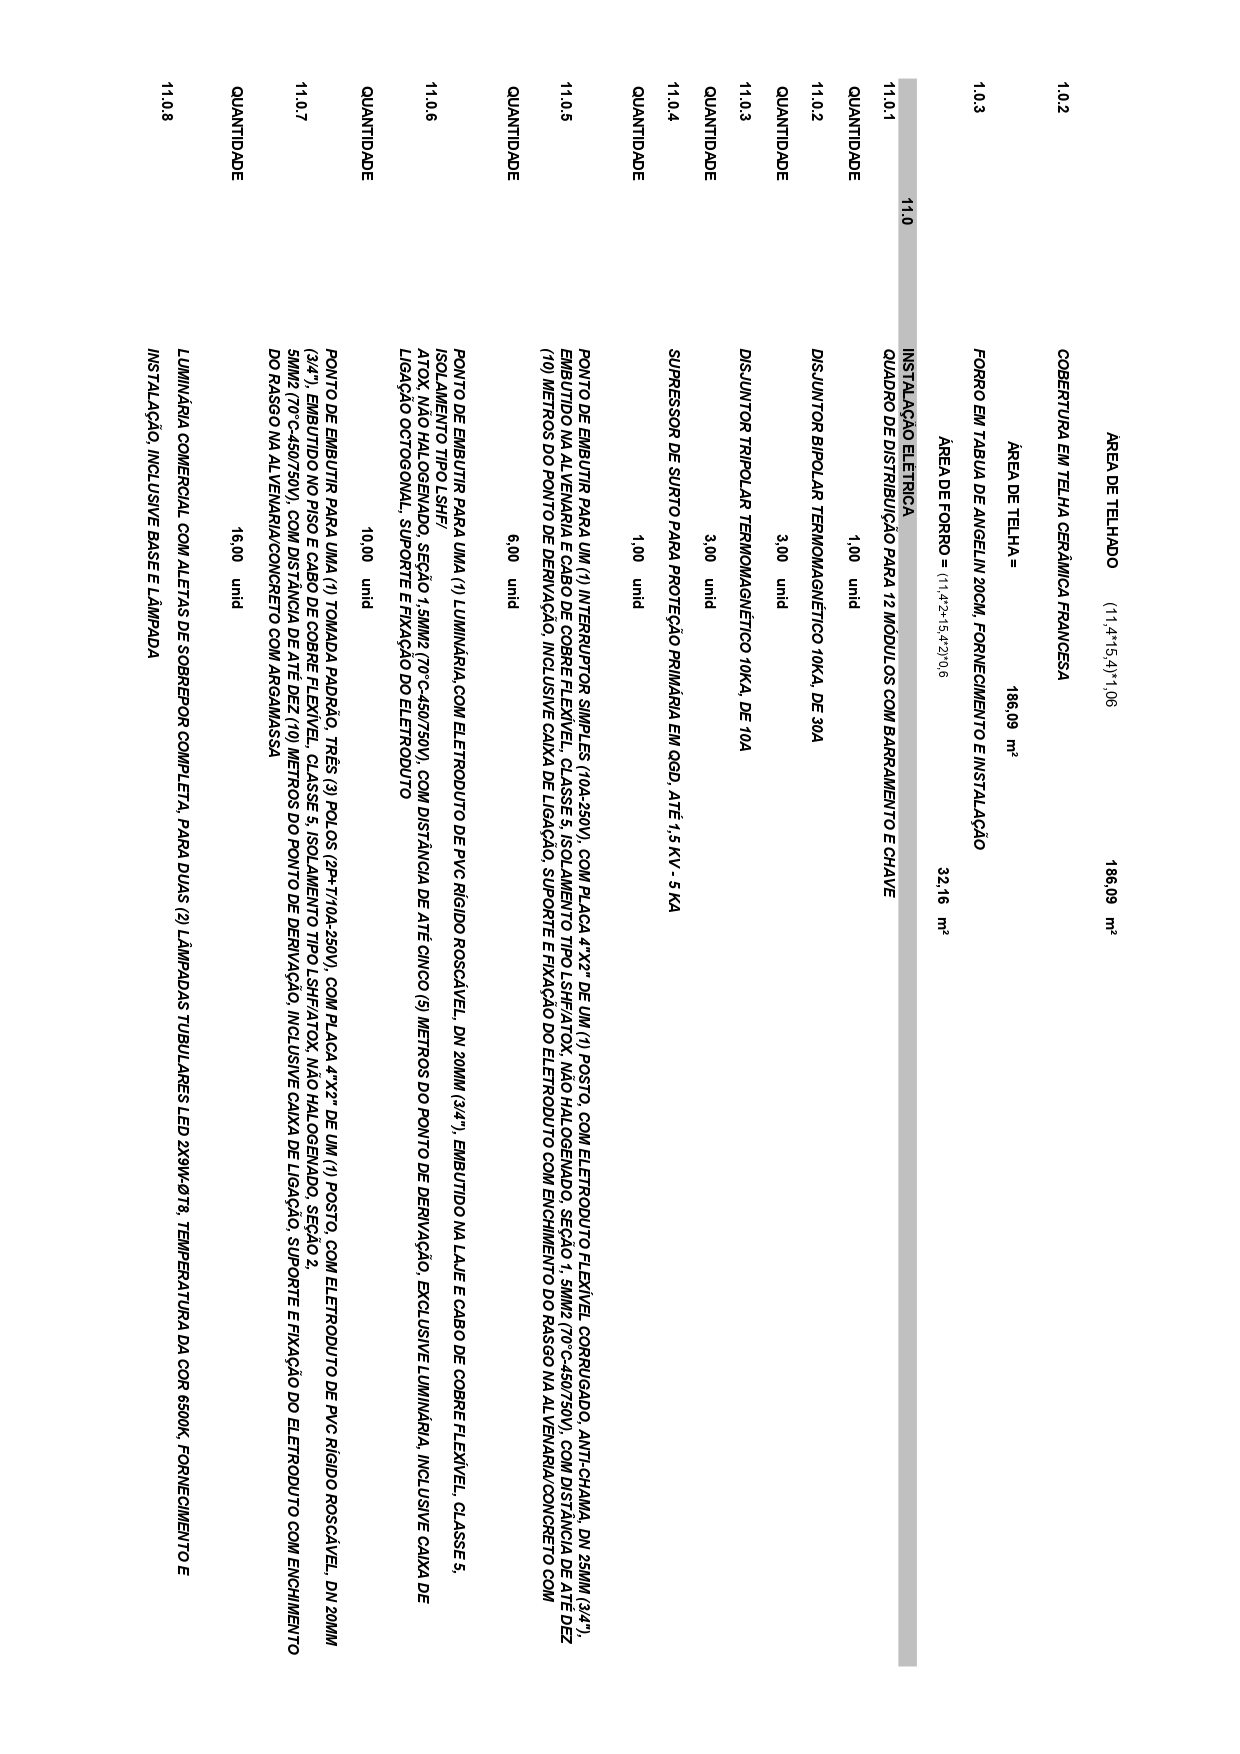 ÁREA DE TELHADO (11,4*15,4)*1,06 186,09 m²
1.0.2 COBERTURA EM TELHA CERÂMICA FRANCESA
ÁREA DE TELHA = 186,09 m²
1.0.3 FORRO EM TABUA DE ANGELIN 20CM, FORNECIMENTO E INSTALAÇÃO
ÁREA DE FORRO = (11,4*2+15,4*2)*0,6 32,16 m²
11.0 INSTALAÇÃO ELÉTRICA
11.0.1 QUADRO DE DISTRIBUIÇÃO PARA 12 MÓDULOS COM BARRAMENTO E CHAVE
QUANTIDADE 1,00 unid
11.0.2 DISJUNTOR BIPOLAR TERMOMAGNÉTICO 10KA, DE 30A
QUANTIDADE 3,00 unid
11.0.3 DISJUNTOR TRIPOLAR TERMOMAGNÉTICO 10KA, DE 10A
QUANTIDADE 3,00 unid
11.0.4 SUPRESSOR DE SURTO PARA PROTEÇÃO PRIMÁRIA EM QGD, ATÉ 1,5 KV - 5 KA
QUANTIDADE 1,00 unid
PONTO DE EMBUTIR PARA UM (1) INTERRUPTOR SIMPLES (10A-250V), COM PLACA 4"X2" DE UM (1) POSTO, COM ELETRODUTO FLEXÍVEL CORRUGADO, ANTI-CHAMA, DN 25MM (3/4"),
11.0.5 EMBUTIDO NA ALVENARIA E CABO DE COBRE FLEXÍVEL, CLASSE 5, ISOLAMENTO TIPO LSHF/ATOX, NÃO HALOGENADO, SEÇÃO 1, 5MM2 (70°C-450/750V), COM DISTÂNCIA DE ATÉ DEZ
(10) METROS DO PONTO DE DERIVAÇÃO, INCLUSIVE CAIXA DE LIGAÇÃO, SUPORTE E FIXAÇÃO DO ELETRODUTO COM ENCHIMENTO DO RASGO NA ALVENARIA/CONCRETO COM
QUANTIDADE 6,00 unid
PONTO DE EMBUTIR PARA UMA (1) LUMINÁRIA,COM ELETRODUTO DE PVC RÍGIDO ROSCÁVEL, DN 20MM (3/4"), EMBUTIDO NA LAJE E CABO DE COBRE FLEXÍVEL, CLASSE 5,
ISOLAMENTO TIPO LSHF/
11.0.6 ATOX, NÃO HALOGENADO, SEÇÃO 1,5MM2 (70°C-450/750V), COM DISTÂNCIA DE ATÉ CINCO (5) METROS DO PONTO DE DERIVAÇÃO, EXCLUSIVE LUMINÁRIA, INCLUSIVE CAIXA DE
LIGAÇÃO OCTOGONAL, SUPORTE E FIXAÇÃO DO ELETRODUTO
QUANTIDADE 10,00 unid
PONTO DE EMBUTIR PARA UMA (1) TOMADA PADRÃO, TRÊS (3) POLOS (2P+T/10A-250V), COM PLACA 4"X2" DE UM (1) POSTO, COM ELETRODUTO DE PVC RÍGIDO ROSCÁVEL, DN 20MM
(3/4"), EMBUTIDO NO PISO E CABO DE COBRE FLEXÍVEL, CLASSE 5, ISOLAMENTO TIPO LSHF/ATOX, NÃO HALOGENADO, SEÇÃO 2,
11.0.7 5MM2 (70°C-450/750V), COM DISTÂNCIA DE ATÉ DEZ (10) METROS DO PONTO DE DERIVAÇÃO, INCLUSIVE CAIXA DE LIGAÇÃO, SUPORTE E FIXAÇÃO DO ELETRODUTO COM ENCHIMENTO
DO RASGO NA ALVENARIA/CONCRETO COM ARGAMASSA
QUANTIDADE 16,00 unid
LUMINÁRIA COMERCIAL COM ALETAS DE SOBREPOR COMPLETA, PARA DUAS (2) LÂMPADAS TUBULARES LED 2X9W-ØT8, TEMPERATURA DA COR 6500K, FORNECIMENTO E
11.0.8 INSTALAÇÃO, INCLUSIVE BASE E LÂMPADA